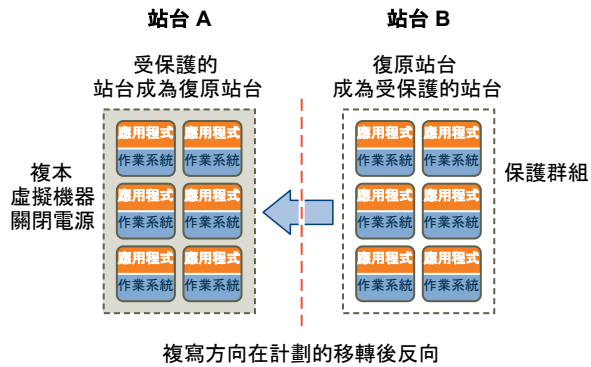 站台 A
站台 B
受保護的
站台成為復原站台
復原站台
成為受保護的站台
複本
虛擬機器
關閉電源
應用程式
作業系統
應用程式
作業系統
應用程式
作業系統
應用程式
作業系統
應用程式
作業系統
應用程式
作業系統
應用程式
作業系統
應用程式
作業系統
應用程式
作業系統
應用程式
作業系統
應用程式
作業系統
應用程式
作業系統
保護群組
複寫方向在計劃的移轉後反向